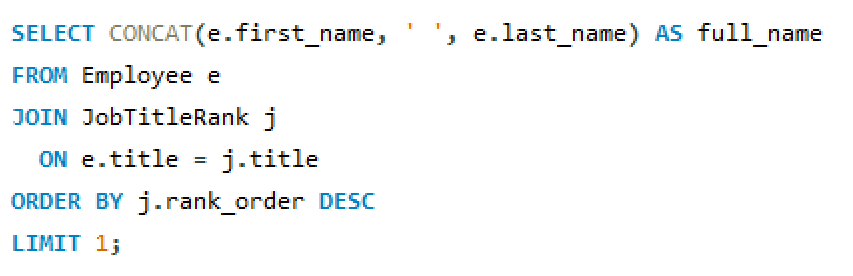 SELECT CONCAT(e.first_name, ' ', e.last_name) AS full_name
FROM Employee e
JOIN JobTitleRank j
  ON e.title = j.title
ORDER BY j.rank_order DESC
LIMIT 1;